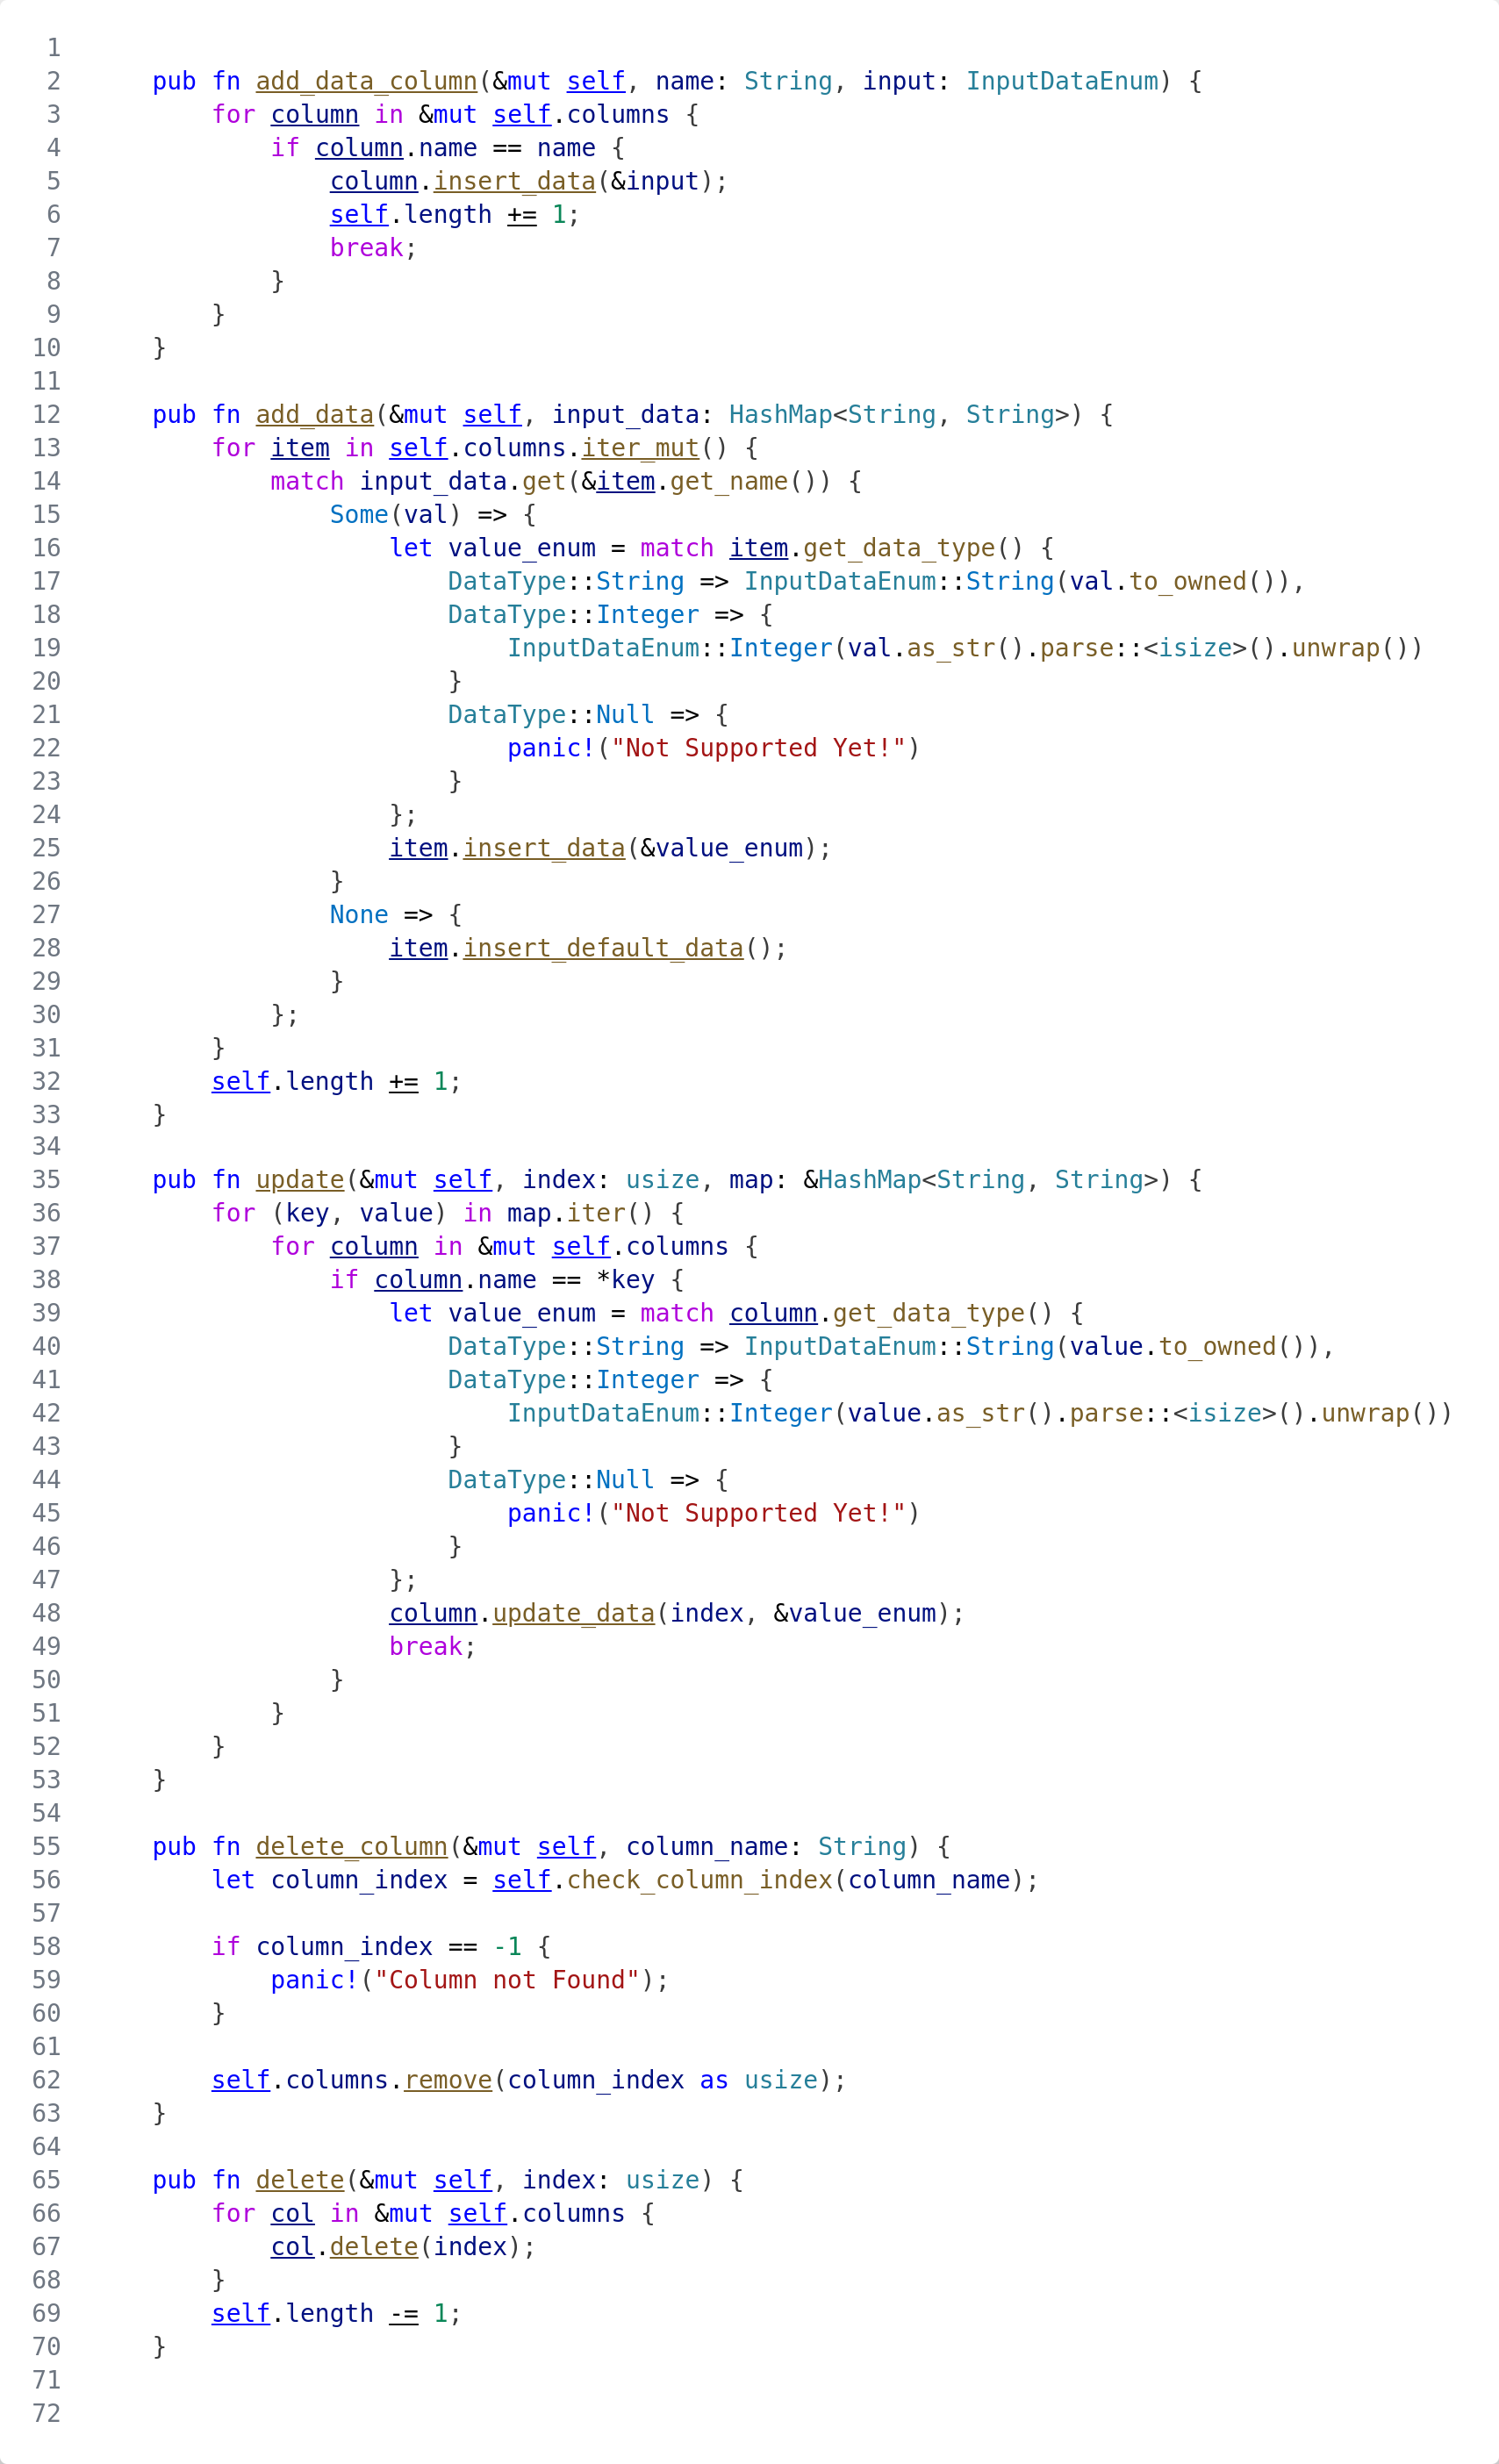 1
2 pub fn add_data_column(&mut self, name: String, input: InputDataEnum) {
3 for column in &mut self.columns {
4 if column.name == name {
5 column.insert_data(&input);
6 self.length += 1;
7 break;
8 }
9 }
10 }
11
12 pub fn add_data(&mut self, input_data: HashMap<String, String>) {
13 for item in self.columns.iter_mut() {
14 match input_data.get(&item.get_name()) {
15 Some(val) => {
16 let value_enum = match item.get_data_type() {
17 DataType::String => InputDataEnum::String(val.to_owned()),
18 DataType::Integer => {
19 InputDataEnum::Integer(val.as_str().parse::<isize>().unwrap())
20 }
21 DataType::Null => {
22 panic!("Not Supported Yet!")
23 }
24 };
25 item.insert_data(&value_enum);
26 }
27 None => {
28 item.insert_default_data();
29 }
30 };
31 }
32 self.length += 1;
33 }
34
35 pub fn update(&mut self, index: usize, map: &HashMap<String, String>) {
36 for (key, value) in map.iter() {
37 for column in &mut self.columns {
38 if column.name == *key {
39 let value_enum = match column.get_data_type() {
40 DataType::String => InputDataEnum::String(value.to_owned()),
41 DataType::Integer => {
42 InputDataEnum::Integer(value.as_str().parse::<isize>().unwrap())
43 }
44 DataType::Null => {
45 panic!("Not Supported Yet!")
46 }
47 };
48 column.update_data(index, &value_enum);
49 break;
50 }
51 }
52 }
53 }
54
55 pub fn delete_column(&mut self, column_name: String) {
56 let column_index = self.check_column_index(column_name);
57
58 if column_index == -1 {
59 panic!("Column not Found");
60 }
61
62 self.columns.remove(column_index as usize);
63 }
64
65 pub fn delete(&mut self, index: usize) {
66 for col in &mut self.columns {
67 col.delete(index);
68 }
69 self.length -= 1;
70 }
71
72